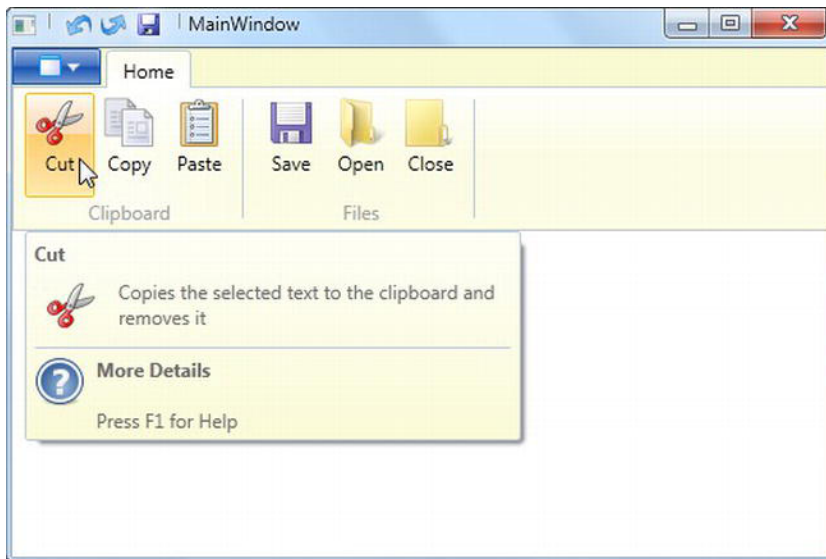 MainWindow
Home
Cut Copy Paste Save Open Close
Clipboard Files
Cut
Copies the selected text to the clipboard and
removes it
More Details
Press F1 for Help